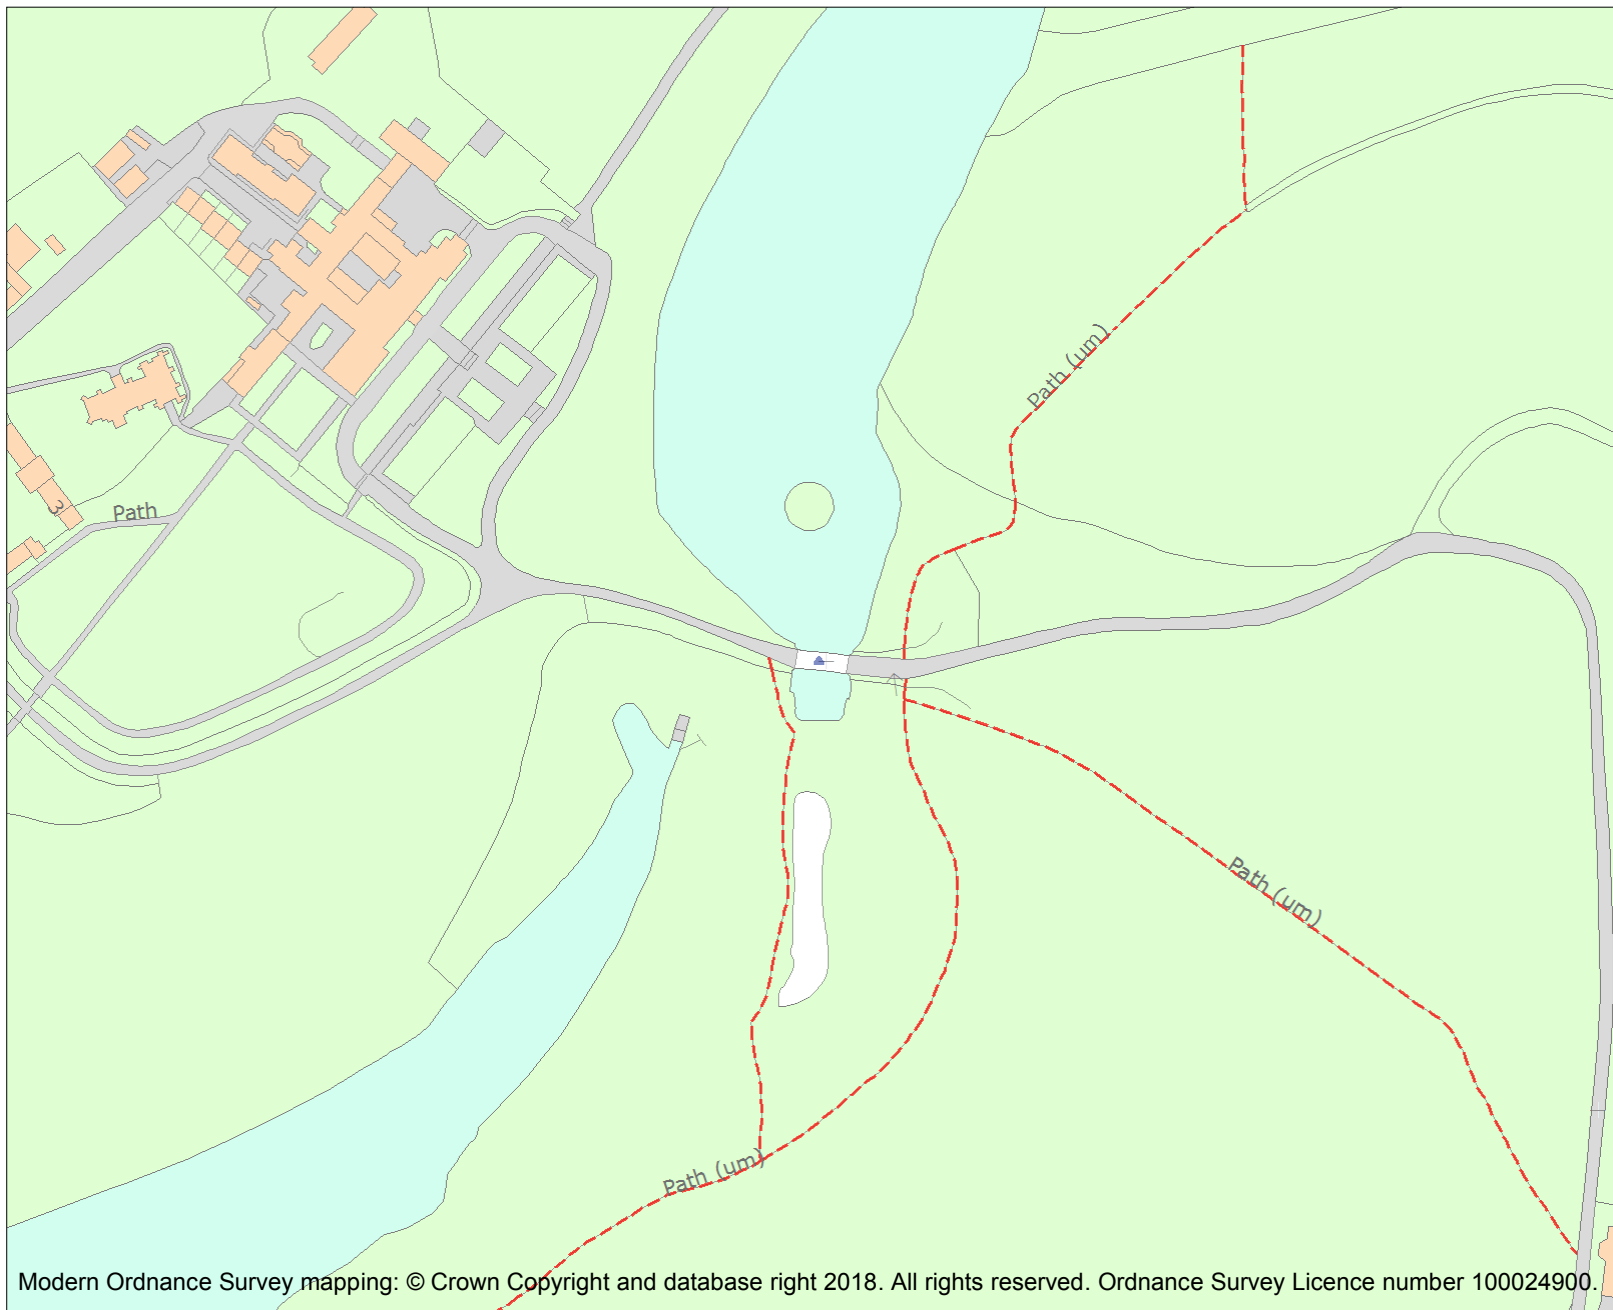 Path (um)
Path
3
Path (um)
Path (um)
Modern Ordnance Survey mapping: © Crown Copyright and database right 2018. All rights reserved. Ordnance Survey Licence number 100024900.